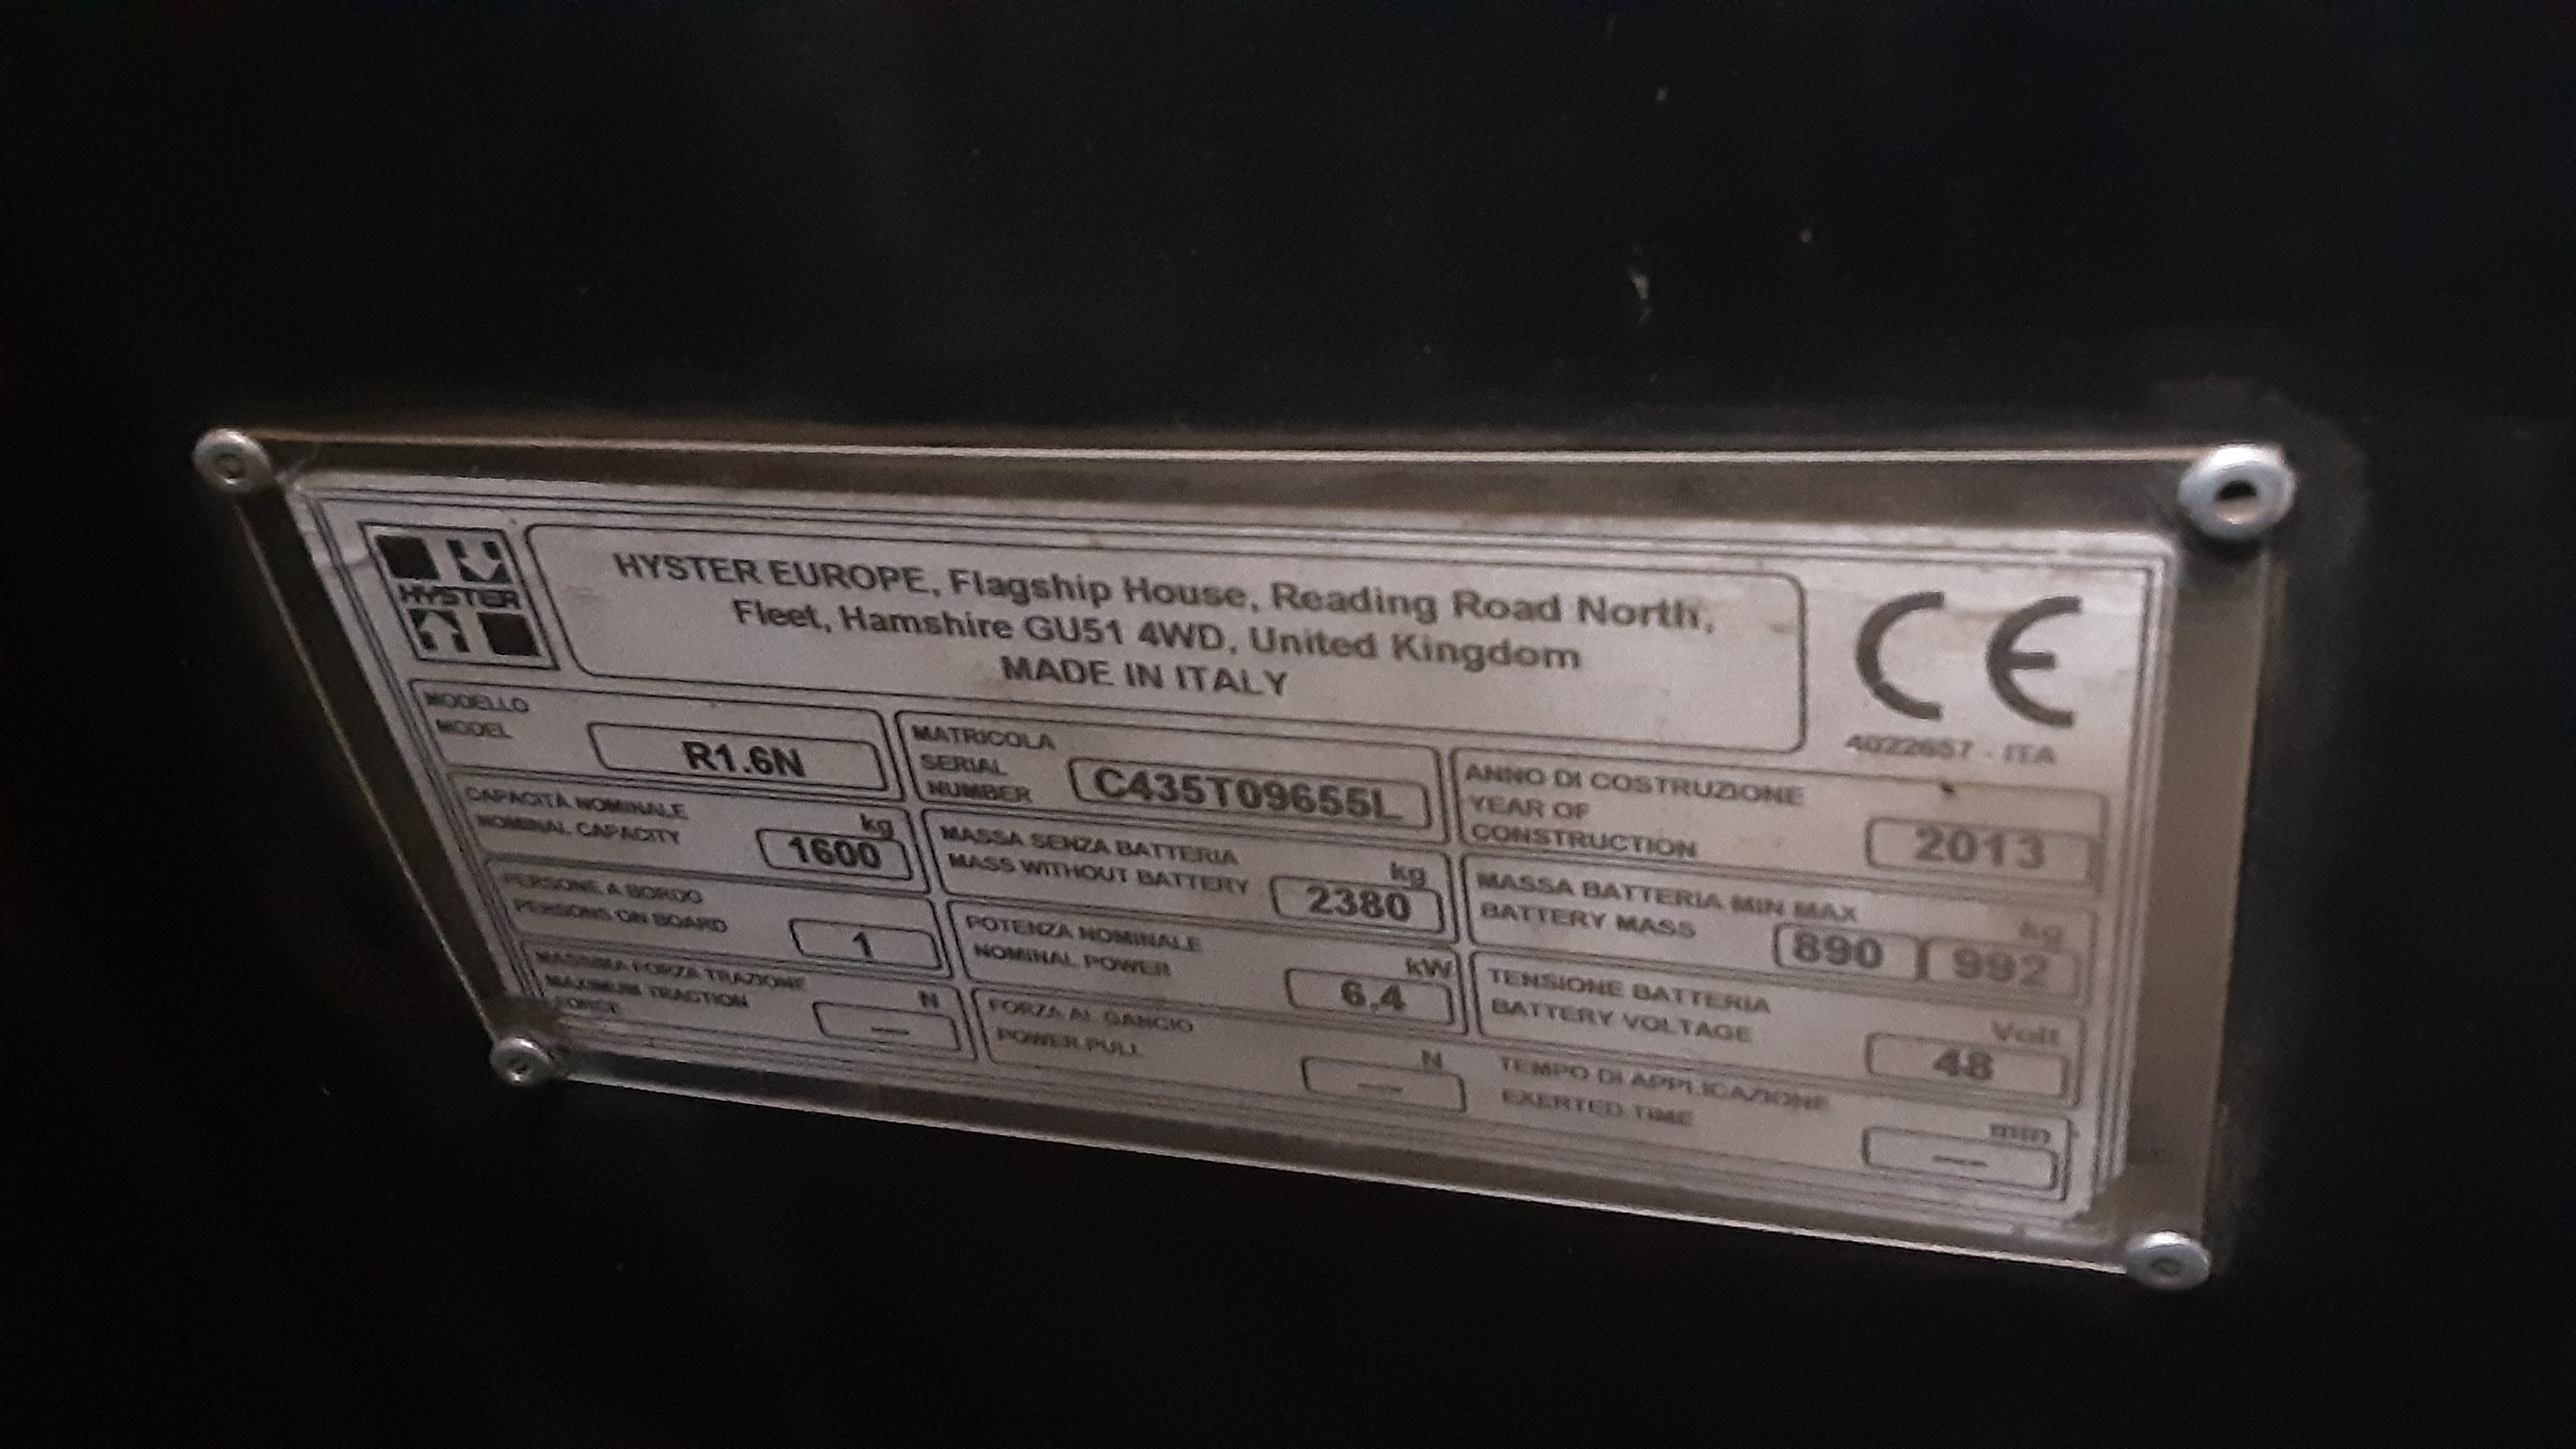 HYSTER
HYSTER EUROPE, Flagship House, Reading Road North,
Fleet, Hamshire GU51 4WD, United Kingdom
MADE IN ITALY
CE
4022657 - ITA
MODELLO
MODEL
R1.6N
MATRICOLA
SERIAL
NUMBER
C435T09655L
ANNO DI COSTRUZIONE
YEAR OF
CONSTRUCTION
2013
CAPACITÀ NOMINALE
NOMINAL CAPACITY
kg
1600
MASSA SENZA BATTERIA
MASS WITHOUT BATTERY
kg
2380
MASSA BATTERIA MIN MAX
BATTERY MASS
kg
890 992
PERSONE A BORDO
PERSONS ON BOARD
1
POTENZA NOMINALE
NOMINAL POWER
kW
6.4
TENSIONE BATTERIA
BATTERY VOLTAGE
Volt
48
MASSIMA FORZA TRAZIONE
MAXIMUM TRACTION
FORCE
N
—
FORZA AL GANCIO
POWER PULL
N
—
TEMPO DI APPLICAZIONE
EXERTED TIME
min
—